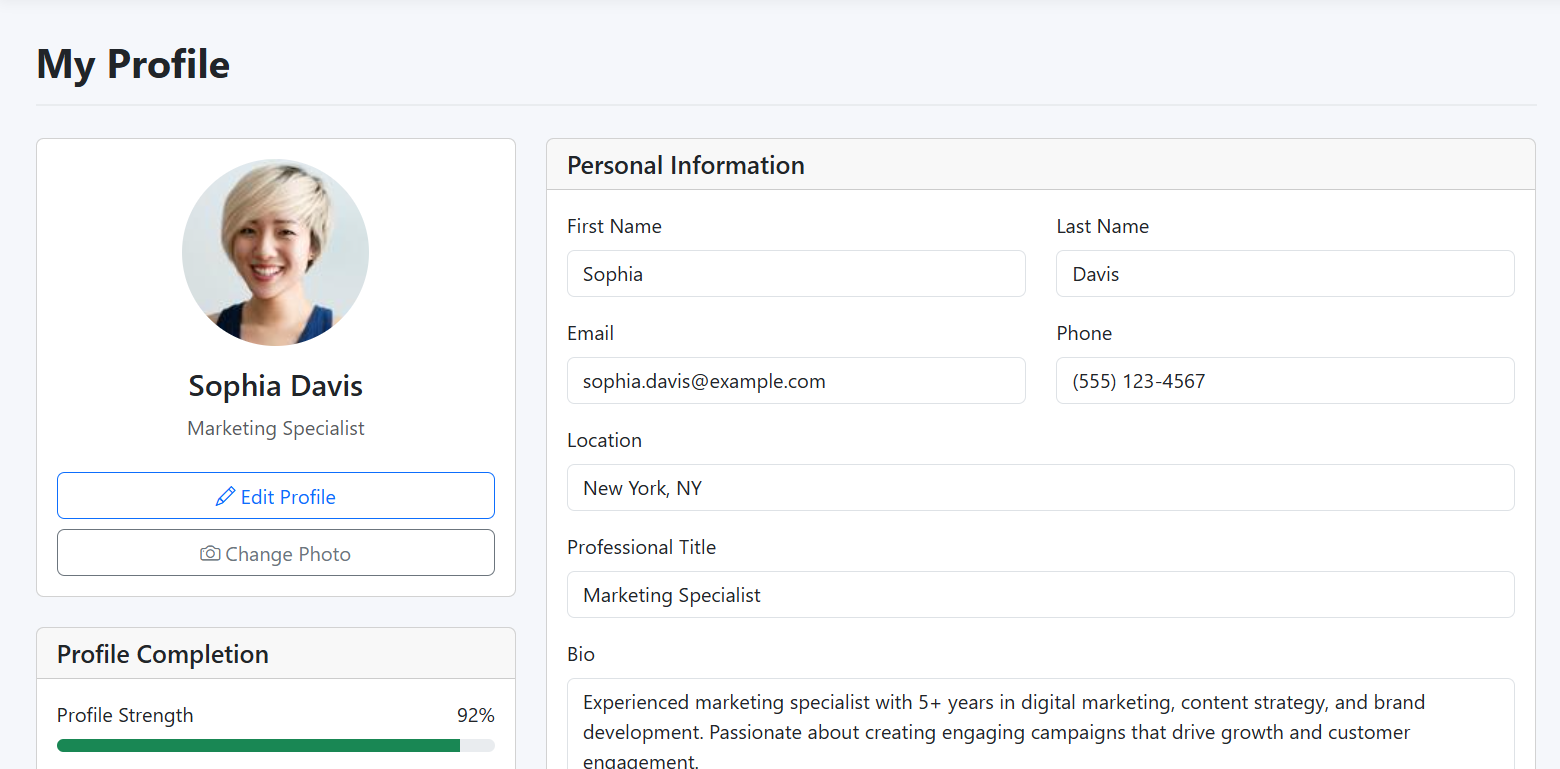 My Profile
Sophia Davis
Marketing Specialist
Edit Profile
Change Photo
Profile Completion
Profile Strength 92%
Personal Information
First Name Last Name
Sophia Davis
Email Phone
sophia.davis@example.com (555) 123-4567
Location
New York, NY
Professional Title
Marketing Specialist
Bio
Experienced marketing specialist with 5+ years in digital marketing, content strategy, and brand
development. Passionate about creating engaging campaigns that drive growth and customer
engagement.